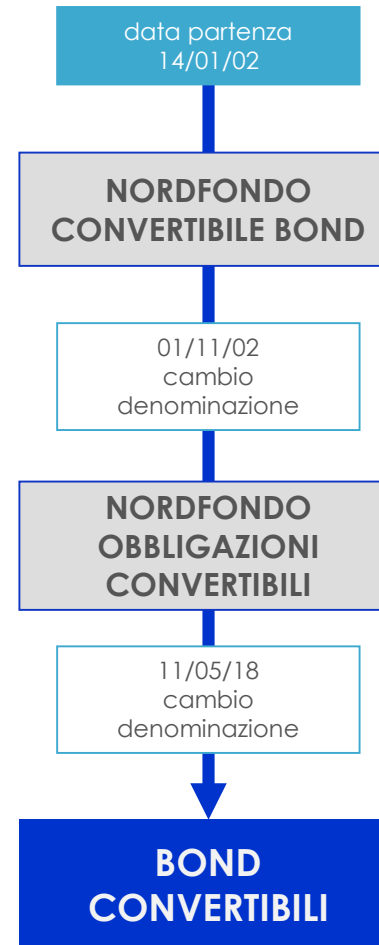 data partenza
14/01/02
NORDFONDO
CONVERTIBILE BOND
01/11/02
cambio
denominazione
NORDFONDO
OBBLIGAZIONI
CONVERTIBILI
11/05/18
cambio
denominazione
BOND
CONVERTIBILI